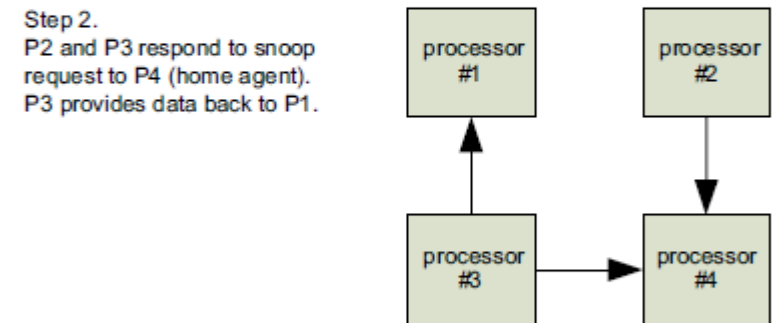 Step 2.
P2 and P3 respond to snoop
request to P4 (home agent).
P3 provides data back to P1.
processor
#1
processor
#2
processor
#3
processor
#4